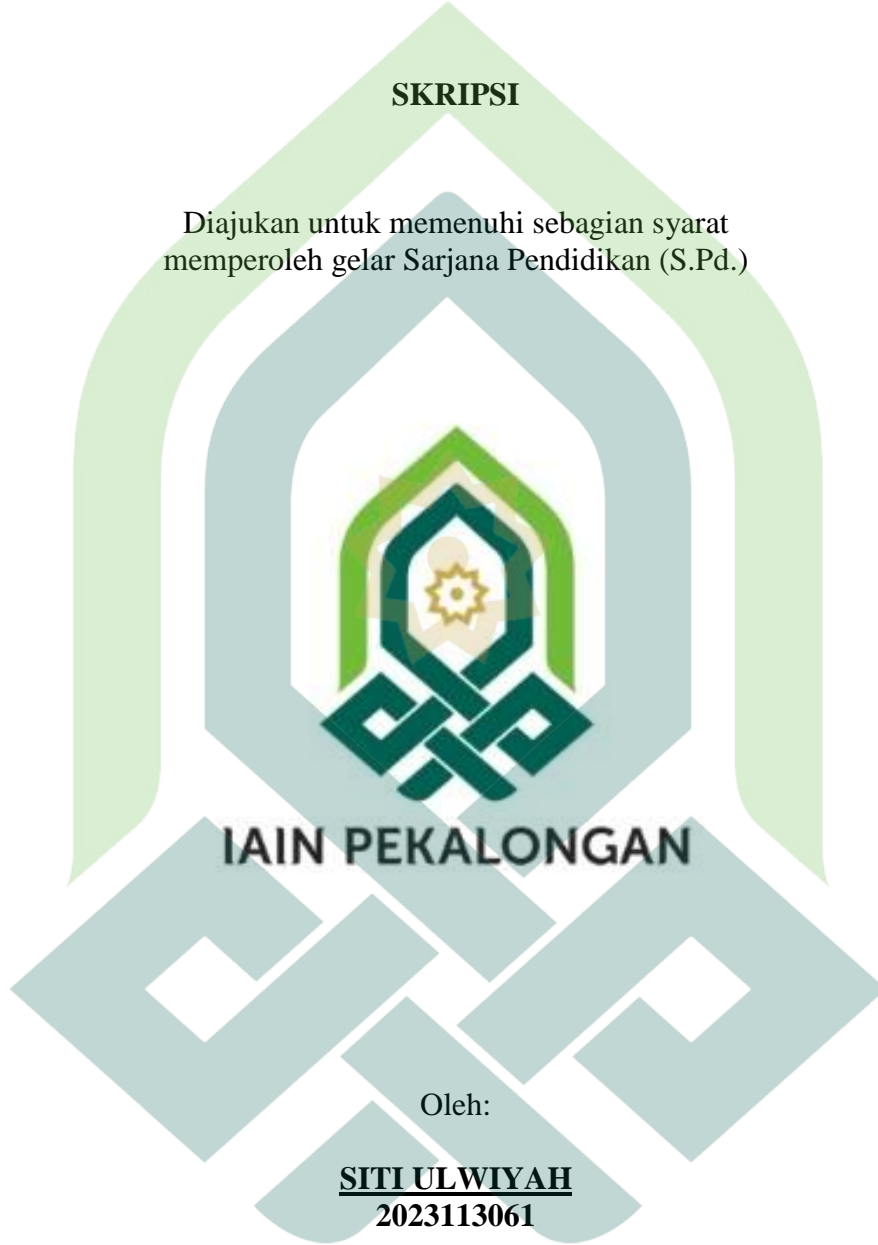 SKRIPSI
Diajukan untuk memenuhi sebagian syarat
memperoleh gelar Sarjana Pendidikan (S.Pd.)
IAIN PEKALONGAN
Oleh:
SITI ULWIYAH
2023113061